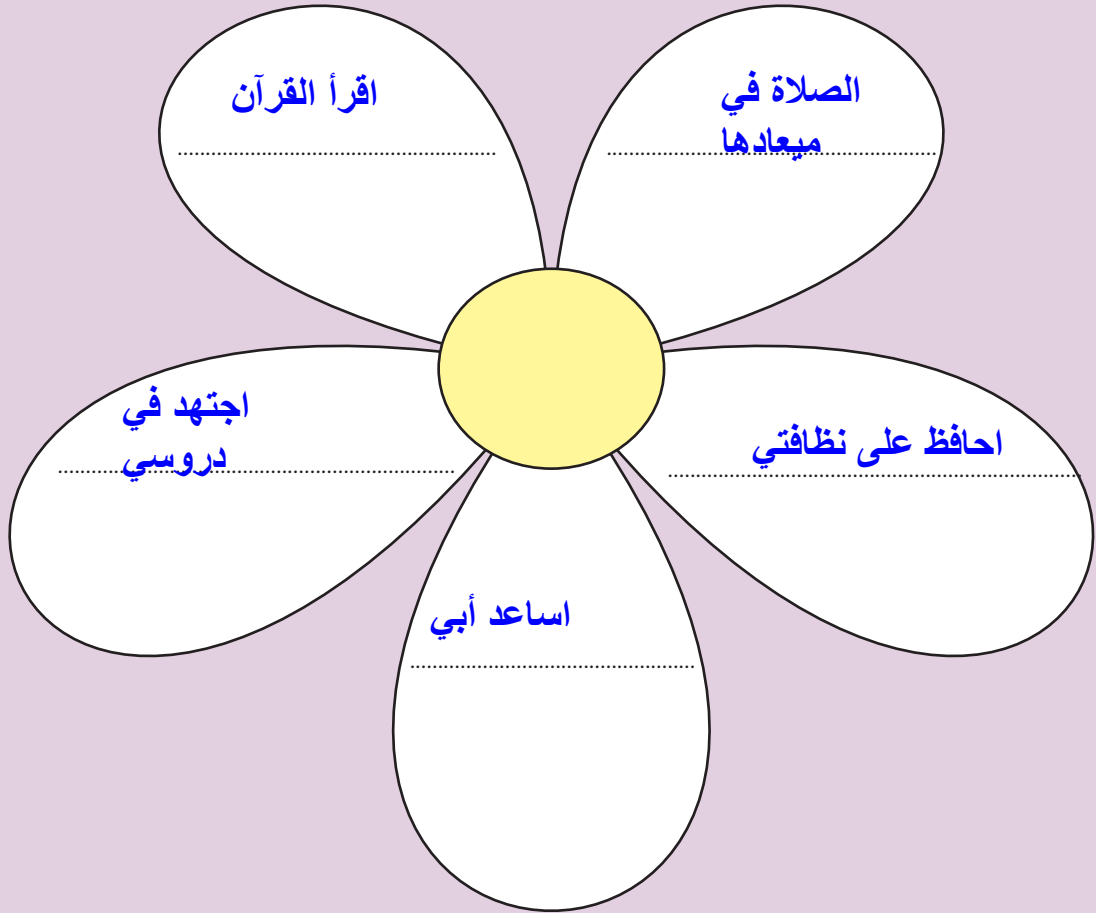 الصلاة في
ميعادها
اقرأ القرآن
احافظ على نظافتي
اجتهد في
دروسي
اساعد أبي